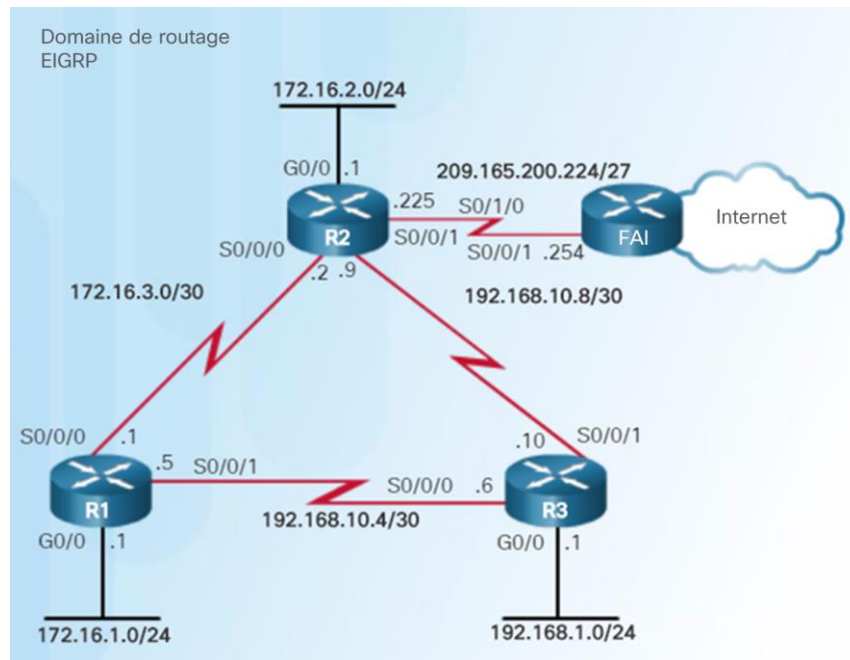 Domaine de routage
EIGRP
172.16.2.0/24
G0/0 .1
209.165.200.224/27
.225 S0/1/0
Internet
R2
FAI
S0/0/0
S0/0/1
S0/0/1 .254
.2 .9
172.16.3.0/30
192.168.10.8/30
S0/0/0 .1
.10 S0/0/1
.5 S0/0/1
S0/0/0 .6
R1
R3
192.168.10.4/30
G0/0 .1
G0/0 .1
172.16.1.0/24
192.168.1.0/24